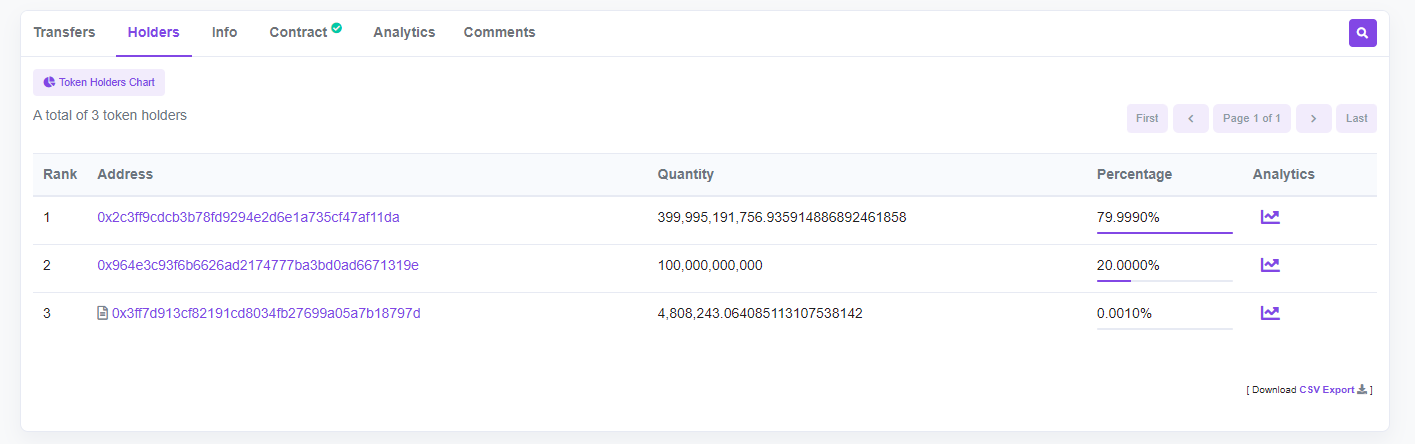 Transfers Holders Info Contract Analytics Comments
Token Holders Chart
A total of 3 token holders
First Page 1 of 1 Last
Rank Address Quantity Percentage Analytics
1 0x2c3ff9cdcb3b78fd9294e2d6e1a735cf47af11da 399,995,191,756.935914886892461858 79.9990%
2 0x964e3c93f6b6626ad2174777ba3bd0ad6671319e 100,000,000,000 20.0000%
3 0x3ff7d913cf82191cd8034fb27699a05a7b18797d 4,808,243.064085113107538142 0.0010%
[ Download CSV Export ]